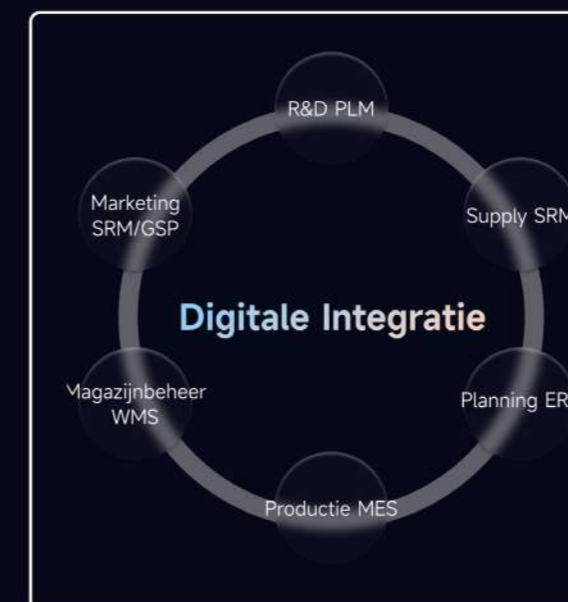 R&D PLM
Marketing
SRM/GSP
Supply SRM
Digitale Integratie
Magazijnbeheer
WMS
Planning ER
Productie MES